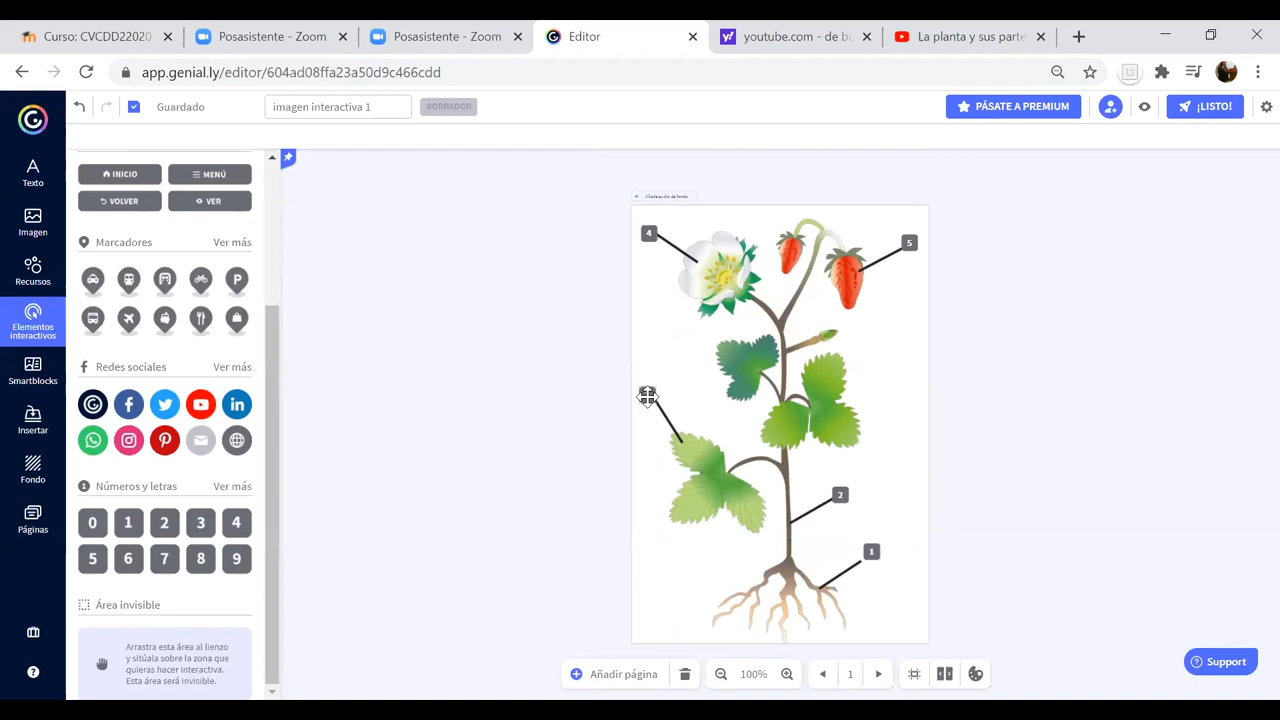 Curso: CVCDD22020
Posasistente - Zoom
Posasistente - Zoom
Editor
youtube.com - de bu
La planta y sus parte
app.genial.ly/editor/604ad08ffa23a50d9c466cdd
Guardado
imagen interactiva 1
BORRADOR
PÁSATE A PREMIUM
¡LISTO!
Texto
Imagen
Recursos
Elementos
interactivos
Smartblocks
Insertar
Fondo
Páginas
INICIO
MENÚ
VOLVER
VER
Marcadores
Ver más
P
Redes sociales
Ver más
Números y letras
Ver más
0 1 2 3 4
5 6 7 8 9
Área invisible
Arrastra esta área al lienzo
y sitúala sobre la zona que
quieras hacer interactiva.
Esta área será invisible.
Añade audio de fondo
4
5
2
1
Añadir página
100%
1
Support